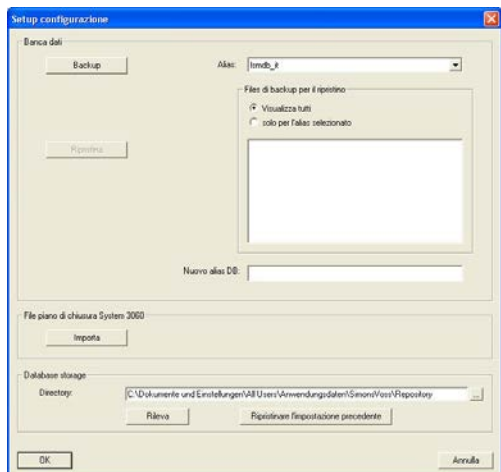 Setup configurazione
Banca dati
Backup
Alias:
lsmdb_it
Files di backup per il ripristino
Visualizza tutti
solo per l'alias selezionato
Ripristina
Nuovo alias DB:
File piano di chiusura System 3060
Importa
Database storage
Directory:
C:\Dokumente und Einstellungen\All Users\Anwendungsdaten\SimonsVoss\Repository
...
Rileva
Ripristinare l'impostazione precedente
OK
Annulla